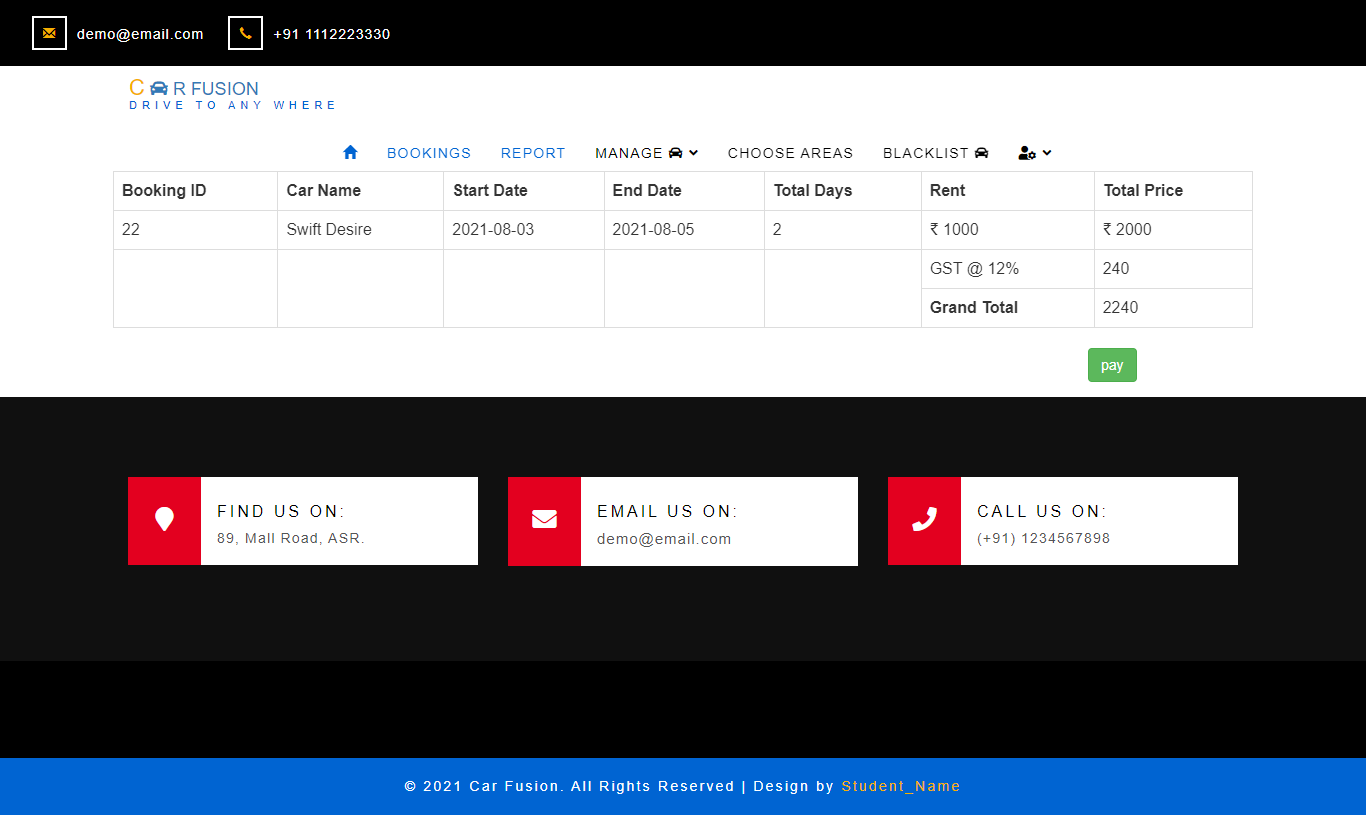 demo@email.com +91 1112223330
C R FUSION
DRIVE TO ANY WHERE
BOOKINGS REPORT MANAGE CHOOSE AREAS BLACKLIST
Booking ID Car Name Start Date End Date Total Days Rent Total Price
22 Swift Desire 2021-08-03 2021-08-05 2 ₹ 1000 ₹ 2000
GST @ 12% 240
Grand Total 2240
pay
FIND US ON:
89, Mall Road, ASR.
EMAIL US ON:
demo@email.com
CALL US ON:
(+91) 1234567898
© 2021 Car Fusion. All Rights Reserved | Design by Student_Name